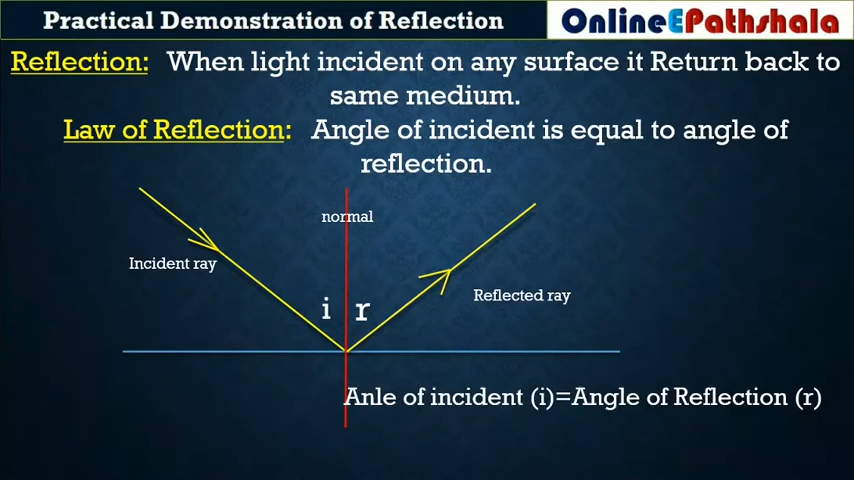 Practical Demonstration of Reflection
OnlineEPathshala
Reflection: When light incident on any surface it Return back to
same medium.
Law of Reflection: Angle of incident is equal to angle of
reflection.
normal
Incident ray
Reflected ray
i r
Anle of incident (i)=Angle of Reflection (r)